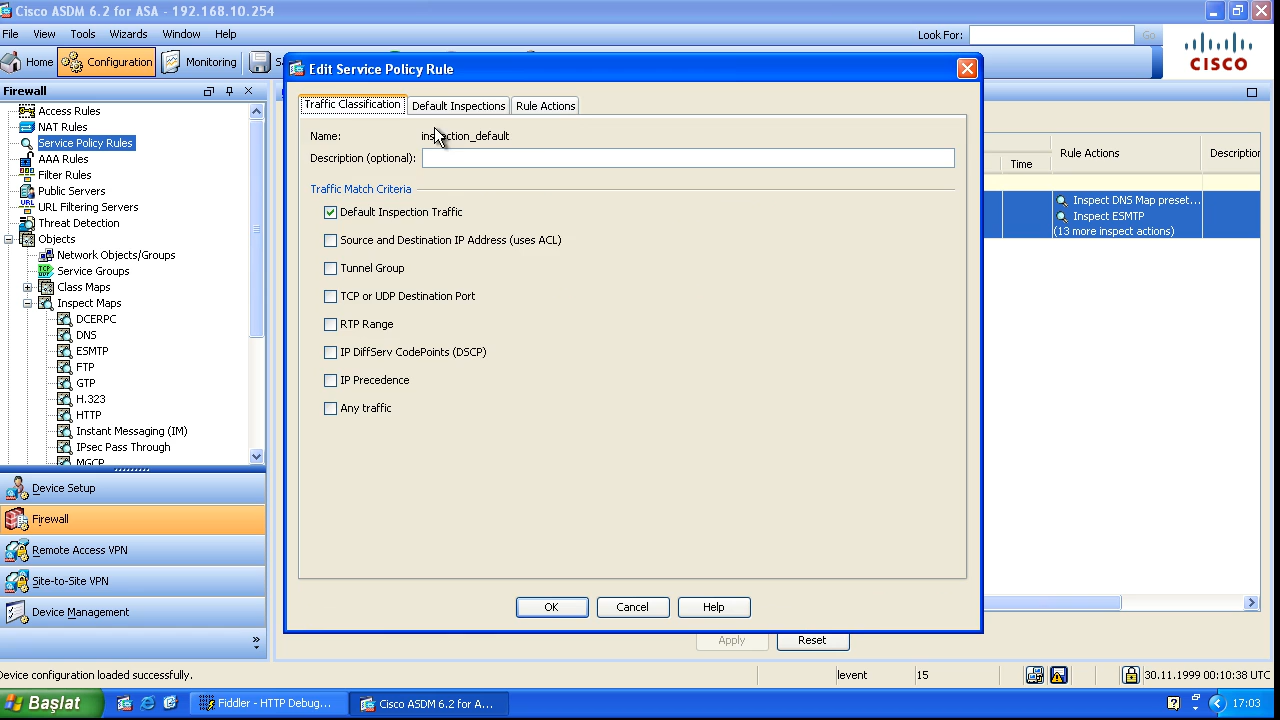 Cisco ASDM 6.2 for ASA - 192.168.10.254
File View Tools Wizards Window Help Look For: Go
Home Configuration Monitoring
CISCO
Firewall
Access Rules
NAT Rules
Service Policy Rules
AAA Rules
Filter Rules
Public Servers
URL Filtering Servers
Threat Detection
Objects
Network Objects/Groups
Service Groups
Class Maps
Inspect Maps
DCERPC
DNS
ESMTP
FTP
GTP
H.323
HTTP
Instant Messaging (IM)
IPsec Pass Through
MGCP
Device Setup
Firewall
Remote Access VPN
Site-to-Site VPN
Device Management
Edit Service Policy Rule
Traffic Classification Default Inspections Rule Actions
Name: inspection_default
Description (optional):
Traffic Match Criteria
Default Inspection Traffic
Source and Destination IP Address (uses ACL)
Tunnel Group
TCP or UDP Destination Port
RTP Range
IP DiffServ CodePoints (DSCP)
IP Precedence
Any traffic
OK Cancel Help
Time Rule Actions Description
Inspect DNS Map preset...
Inspect ESMTP
(13 more inspect actions)
Apply Reset
Device configuration loaded successfully. levent 15 30.11.1999 00:10:38 UTC
Başlat Fiddler - HTTP Debug... Cisco ASDM 6.2 for A... 17:03